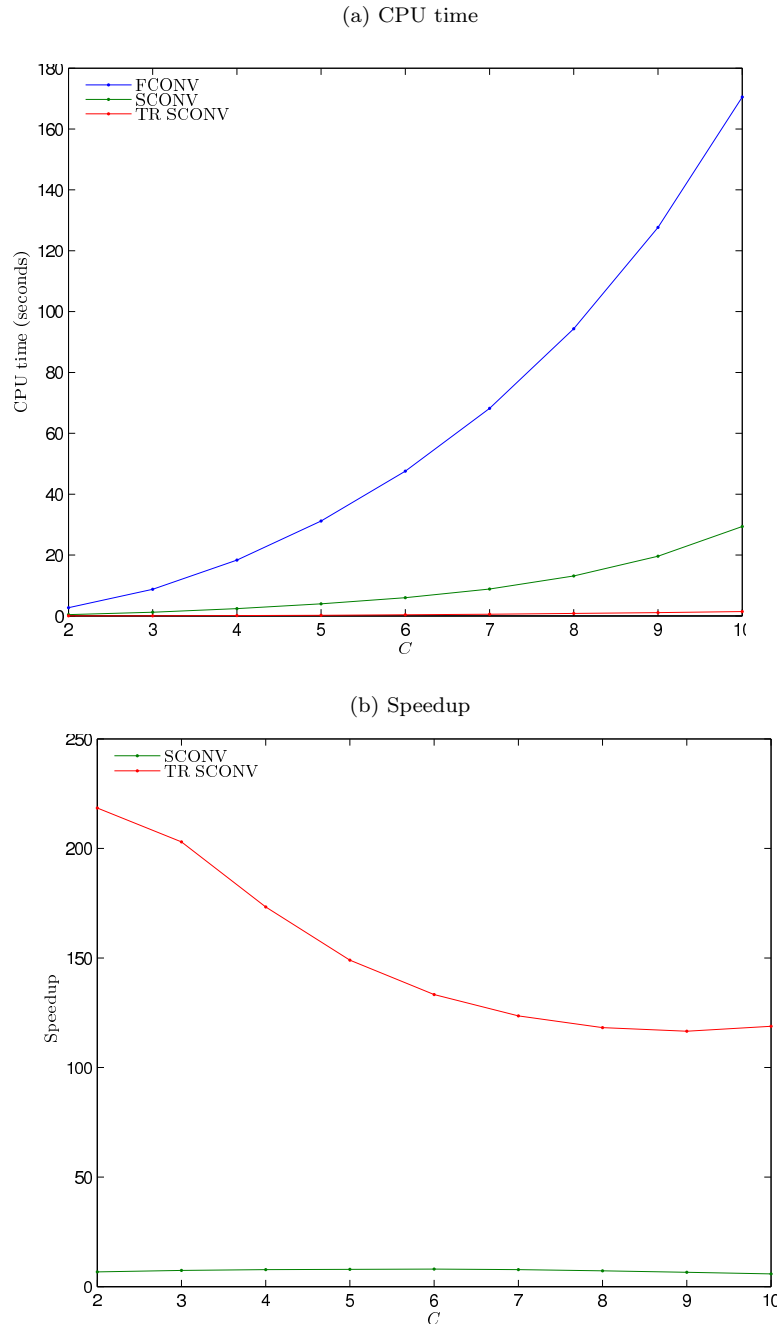 (a) CPU time
180
160
140
120
100
80
60
40
20
0
FCONV
SCONV
TR SCONV
CPU time (seconds)
2 3 4 5 6 7 8 9 10
C
(b) Speedup
250
200
150
100
50
0
SCONV
TR SCONV
Speedup
2 3 4 5 6 7 8 9 10
C